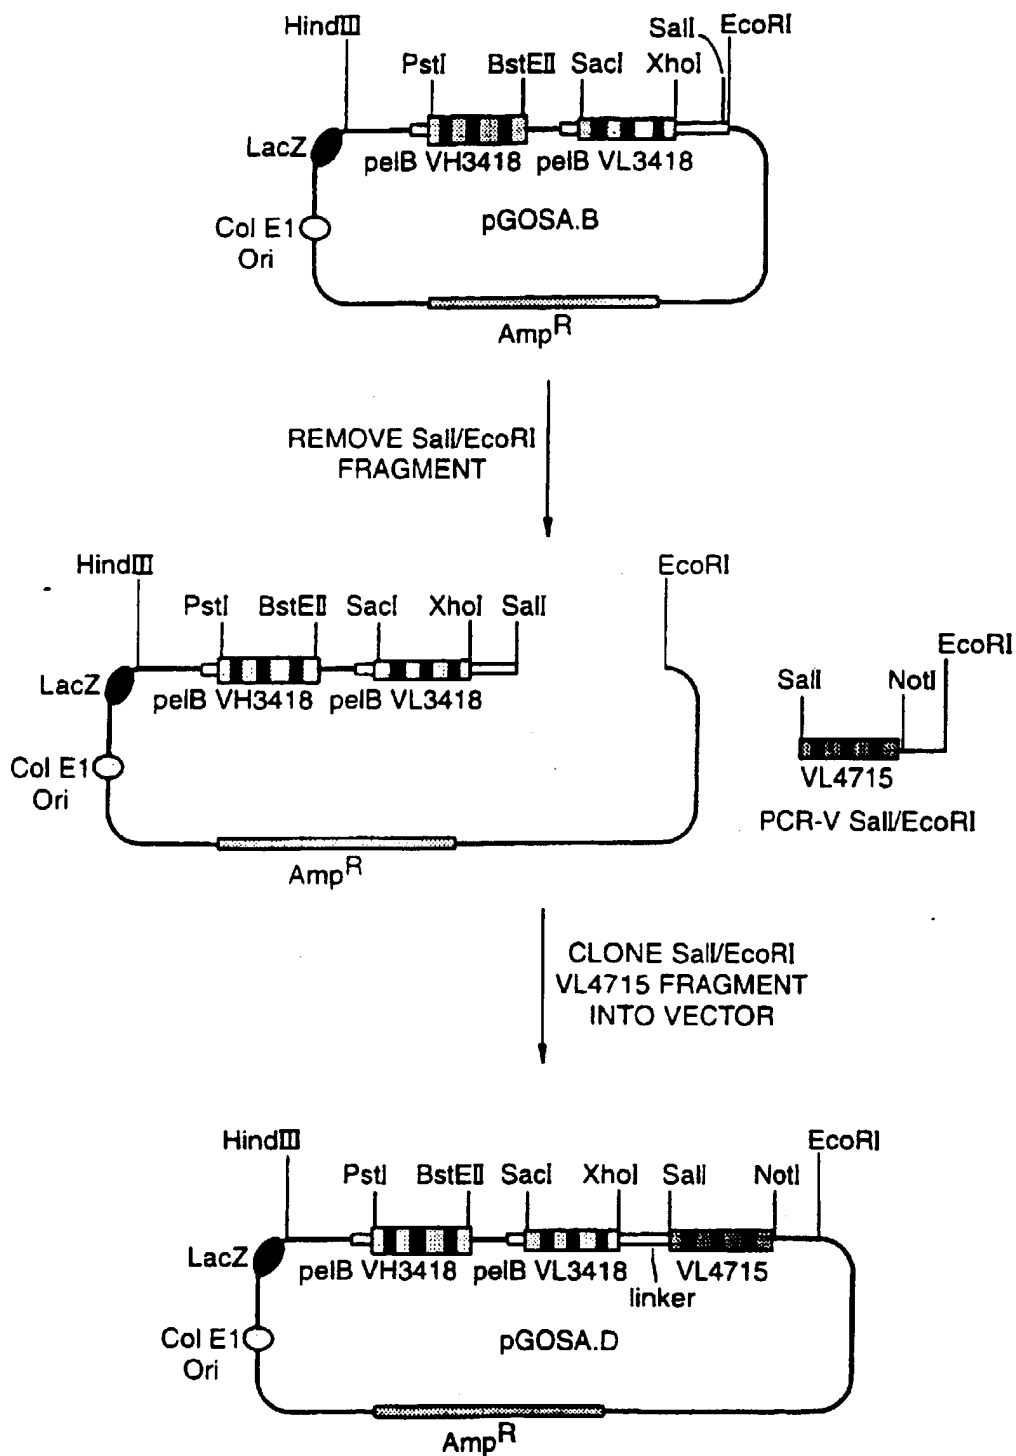 HindIII
SalI
EcoRI
PstI
BstEII
SacI
XhoI
LacZ
pelB VH3418
pelB VL3418
Col E1
Ori
pGOSA.B
AmpR
REMOVE SalI/EcoRI
FRAGMENT
HindIII
EcoRI
PstI
BstEII
SacI
XhoI
SalI
LacZ
pelB VH3418
pelB VL3418
Col E1
Ori
AmpR
EcoRI
SalI
NotI
VL4715
PCR-V SalI/EcoRI
CLONE SalI/EcoRI
VL4715 FRAGMENT
INTO VECTOR
HindIII
EcoRI
PstI
BstEII
SacI
XhoI
SalI
NotI
LacZ
pelB VH3418
pelB VL3418
VL4715
linker
Col E1
Ori
pGOSA.D
AmpR